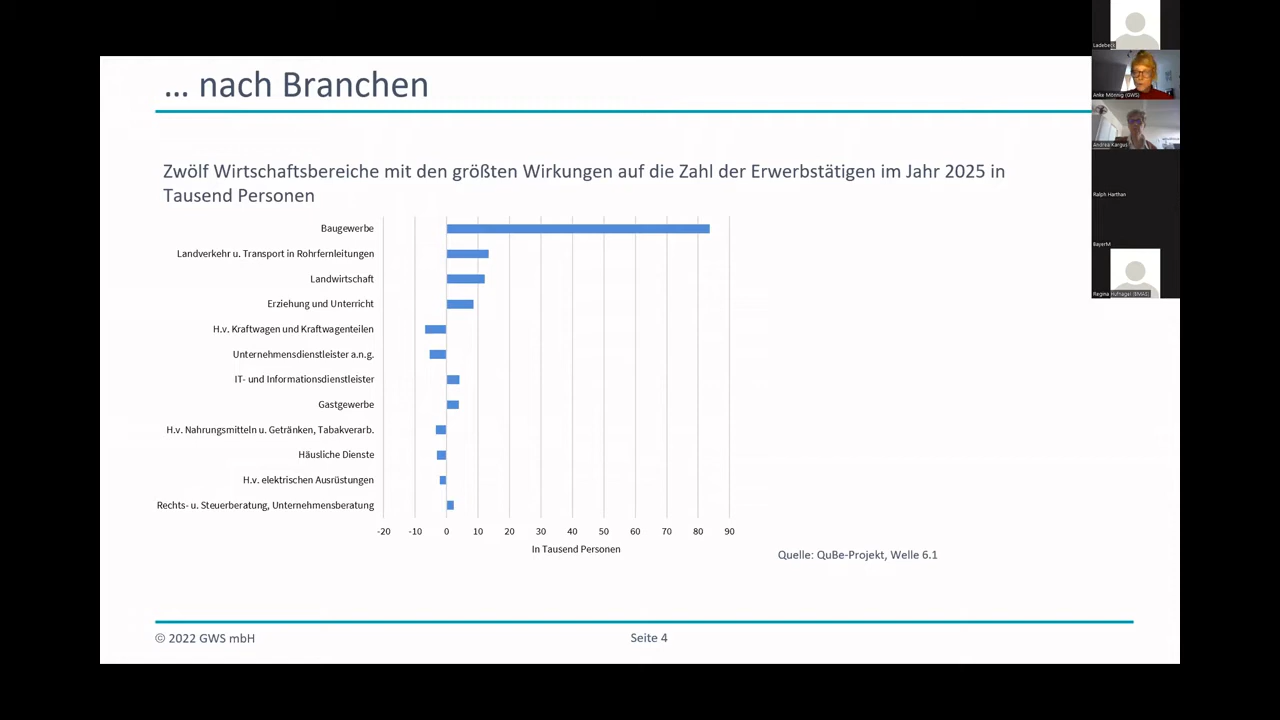 … nach Branchen
Zwölf Wirtschaftsbereiche mit den größten Wirkungen auf die Zahl der Erwerbstätigen im Jahr 2025 in
Tausend Personen
Baugewerbe
Landverkehr u. Transport in Rohrfernleitungen
Landwirtschaft
Erziehung und Unterricht
H.v. Kraftwagen und Kraftwagenteilen
Unternehmensdienstleister a.n.g.
IT- und Informationsdienstleister
Gastgewerbe
H.v. Nahrungsmitteln u. Getränken, Tabakverarb.
Häusliche Dienste
H.v. elektrischen Ausrüstungen
Rechts- u. Steuerberatung, Unternehmensberatung
-20 -10 0 10 20 30 40 50 60 70 80 90
In Tausend Personen
Quelle: QuBe-Projekt, Welle 6.1
© 2022 GWS mbH
Seite 4
Ladebeck
Anke Mönnig (GWS)
Andrea Kargus
Ralph Harthan
BayerM